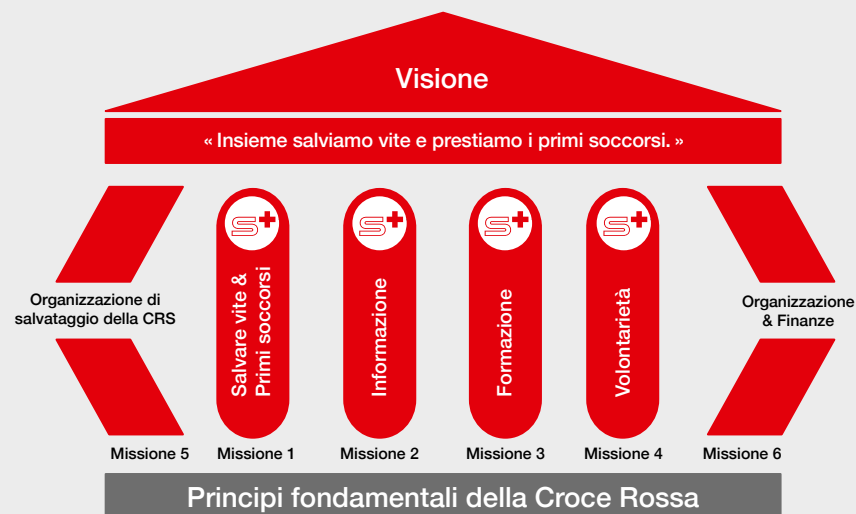 Visione
« Insieme salviamo vite e prestiamo i primi soccorsi. »
Organizzazione di
salvataggio della CRS
s+
Salvare vite &
Primi soccorsi
s+
Informazione
s+
Formazione
s+
Volontarietà
Organizzazione
& Finanze
Missione 5
Missione 1
Missione 2
Missione 3
Missione 4
Missione 6
Principi fondamentali della Croce Rossa